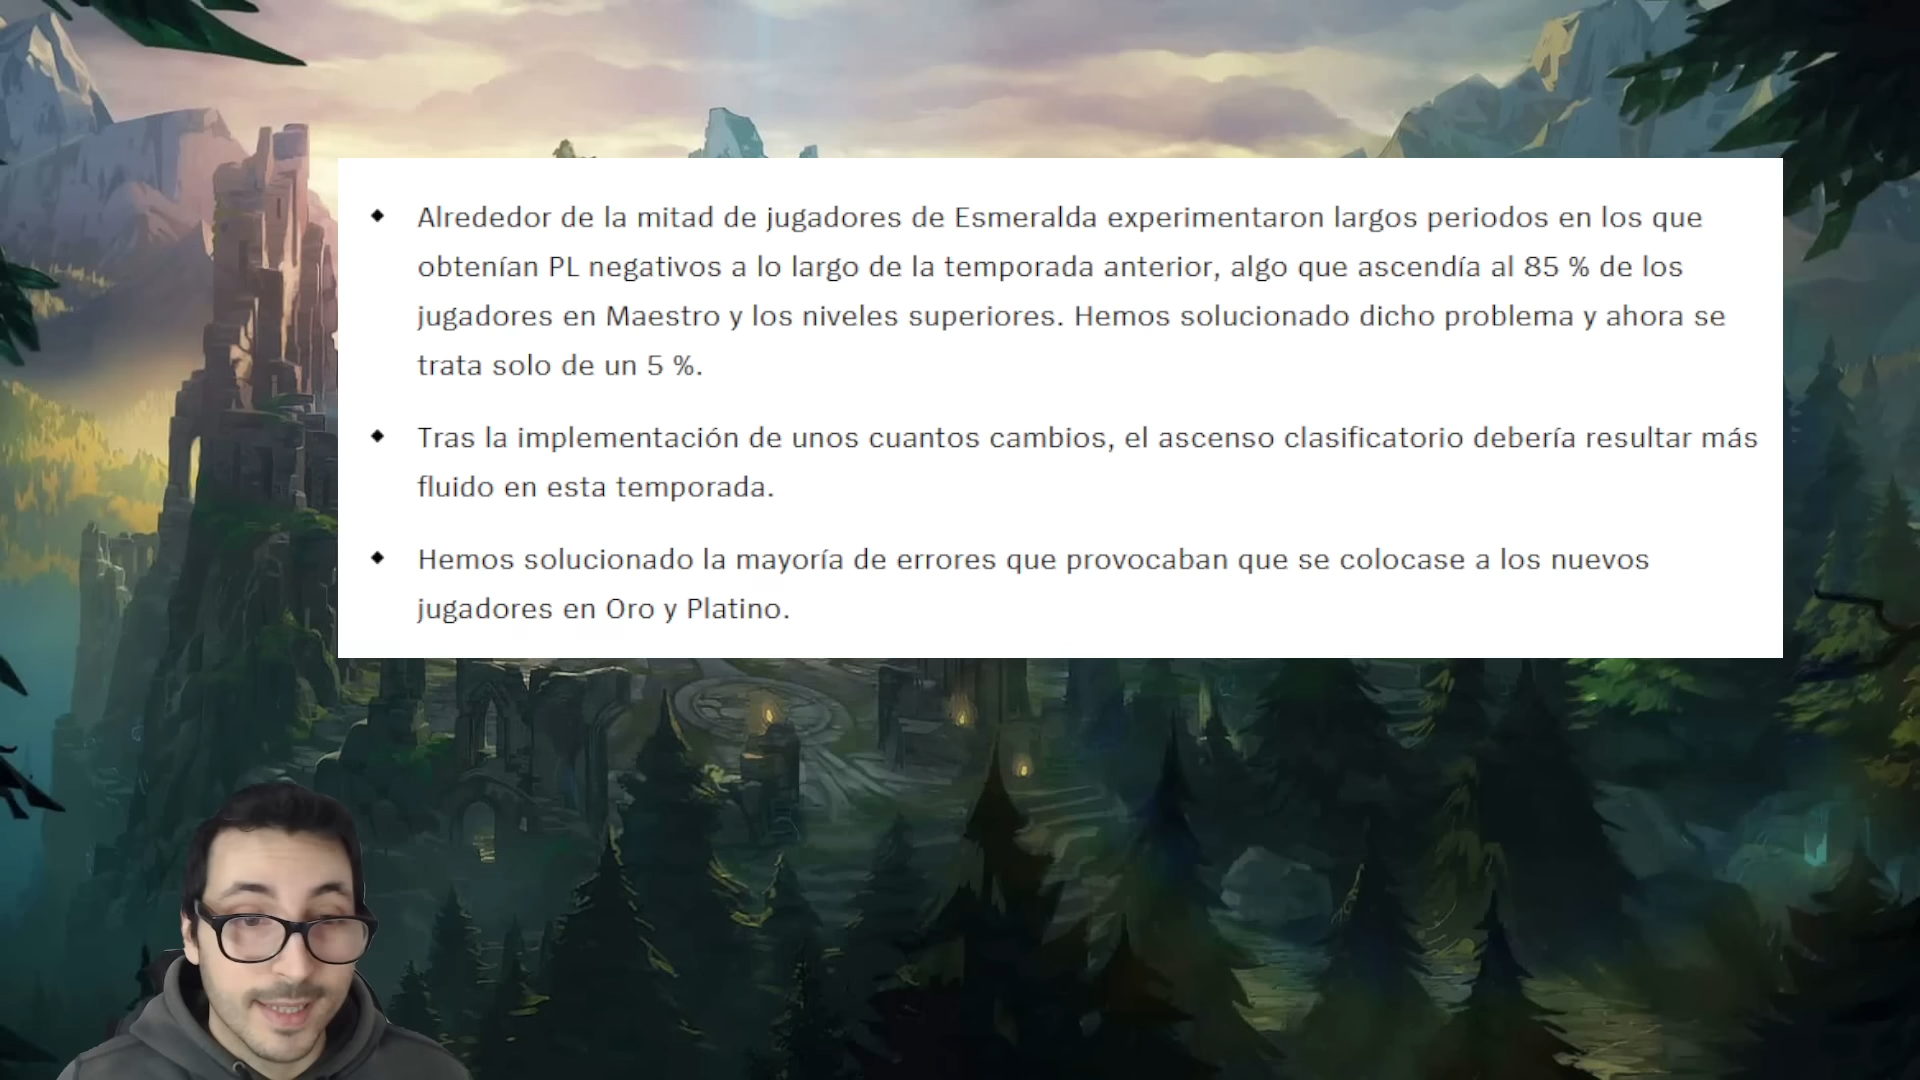 Alrededor de la mitad de jugadores de Esmeralda experimentaron largos periodos en los que
obtenían PL negativos a lo largo de la temporada anterior, algo que ascendía al 85 % de los
jugadores en Maestro y los niveles superiores. Hemos solucionado dicho problema y ahora se
trata solo de un 5 %.
Tras la implementación de unos cuantos cambios, el ascenso clasificatorio debería resultar más
fluido en esta temporada.
Hemos solucionado la mayoría de errores que provocaban que se colocase a los nuevos
jugadores en Oro y Platino.